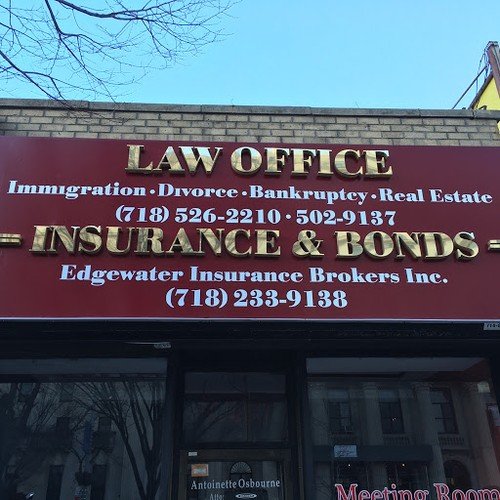 LAW OFFICE
Immigration • Divorce • Bankruptcy • Real Estate
(718) 526-2210 • 502-9137
INSURANCE & BONDS
Edgewater Insurance Brokers Inc.
(718) 233-9138
Antoinette Osbourne
Meeting Room